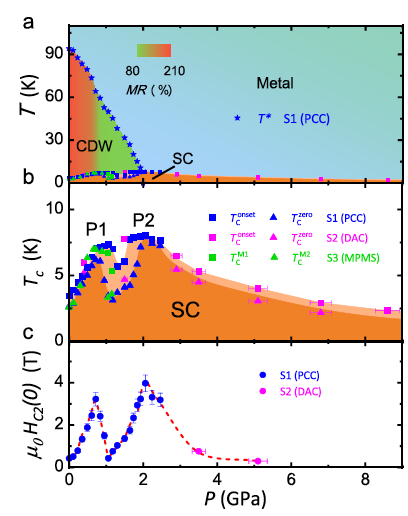 a
90
60
30
0
T (K)
80 210
MR (%)
Metal
T* S1 (PCC)
CDW
SC
b
10
5
0
T_c (K)
P1 P2
T_C^onset T_C^zero S1 (PCC)
T_C^onset T_C^zero S2 (DAC)
T_C^M1 T_C^M2 S3 (MPMS)
SC
c
4
2
0
μ₀H_C2(0) (T)
S1 (PCC)
S2 (DAC)
0 2 4 6 8
P (GPa)